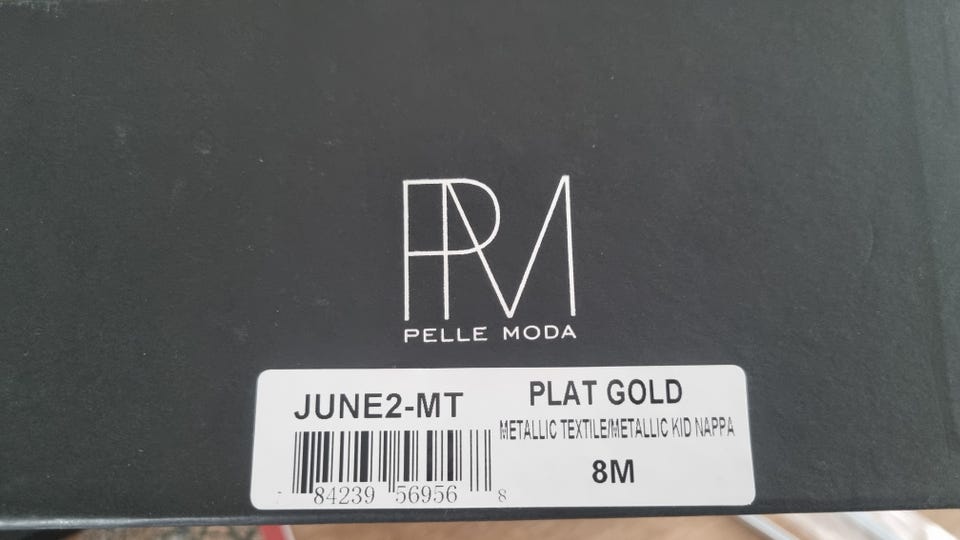 PM
PELLE MODA
JUNE2-MT
PLAT GOLD
METALLIC TEXTILE/METALLIC KID NAPPA
8M
84239 56956 8